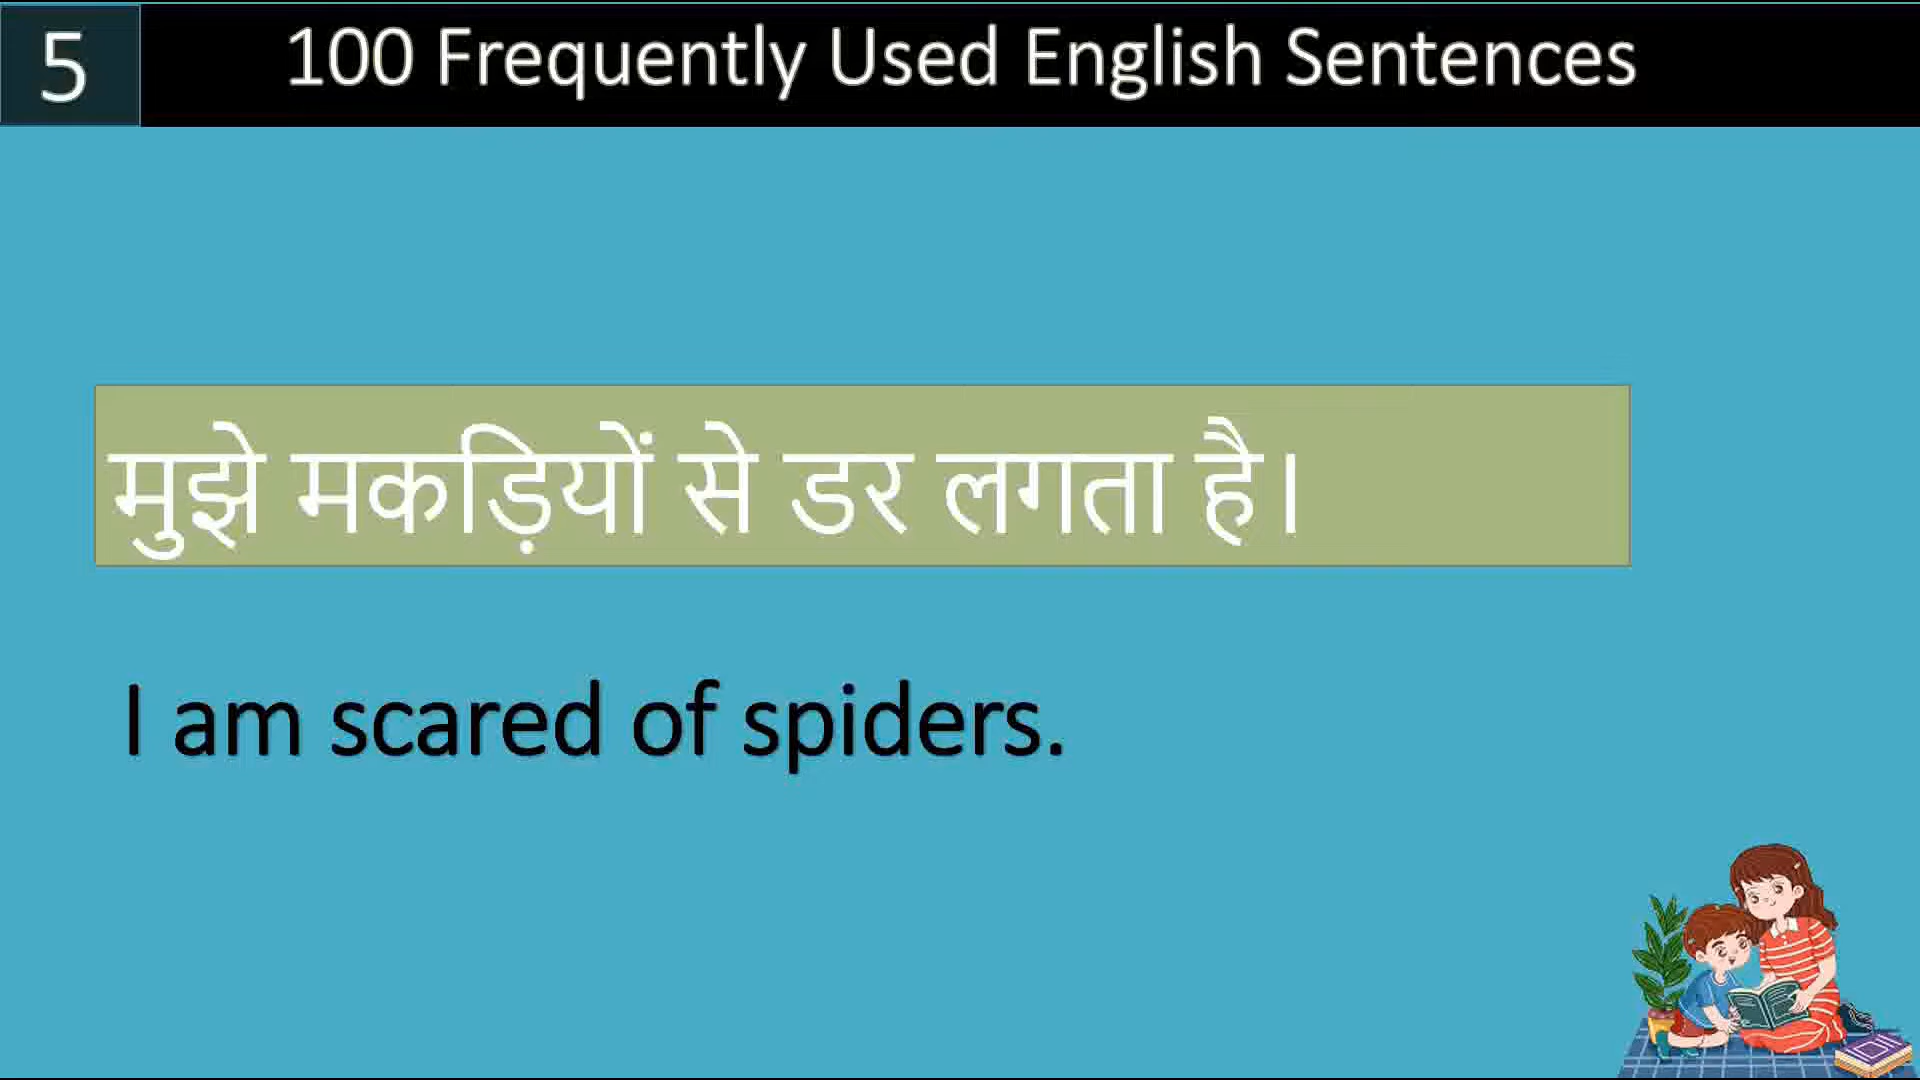 5
100 Frequently Used English Sentences
मुझे मकड़ियों से डर लगता है।
I am scared of spiders.